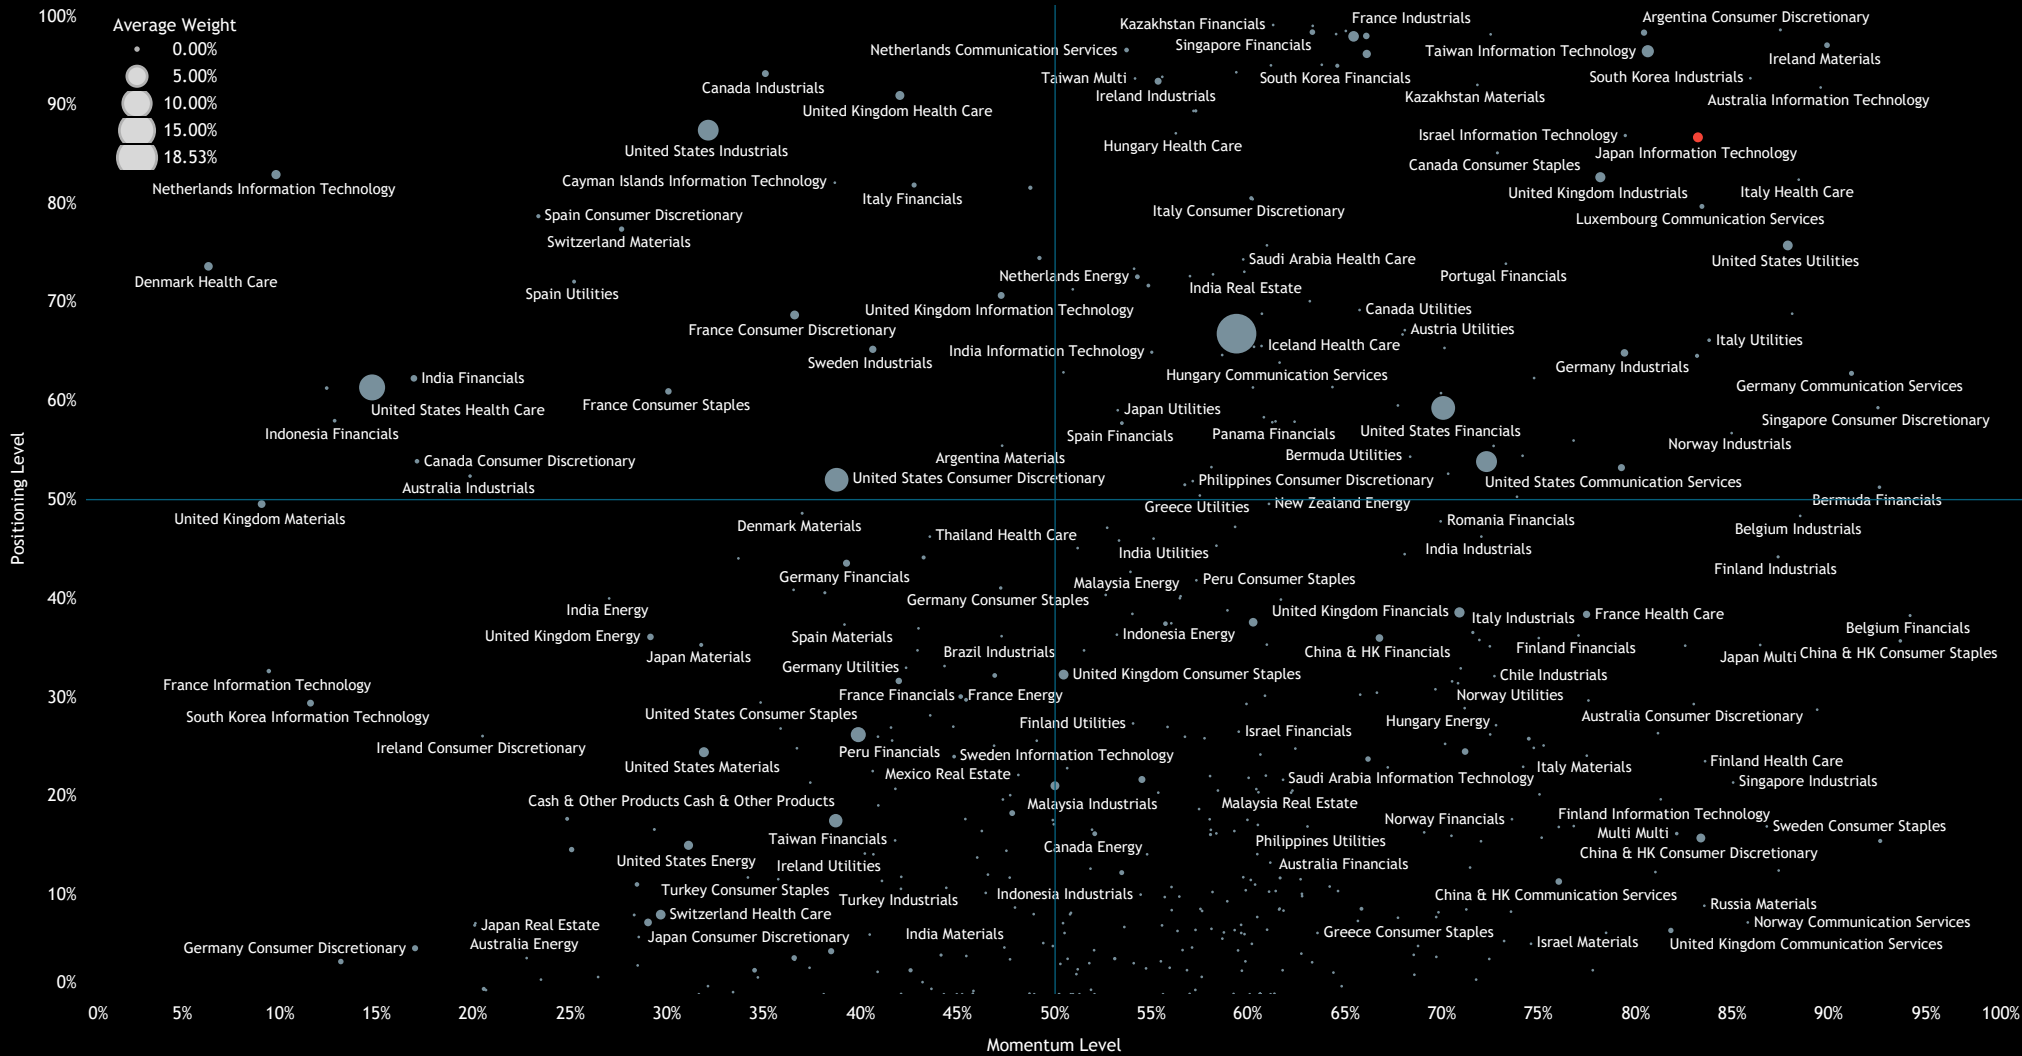 Average Weight
0.00%
5.00%
10.00%
15.00%
18.53%
Positioning Level
100%
90%
80%
70%
60%
50%
40%
30%
20%
10%
0%
Argentina Consumer Discretionary
France Industrials
Kazakhstan Financials
Singapore Financials
Netherlands Communication Services
Taiwan Information Technology
Ireland Materials
Taiwan Multi
South Korea Financials
South Korea Industrials
Canada Industrials
Ireland Industrials
Kazakhstan Materials
Australia Information Technology
United Kingdom Health Care
Israel Information Technology
Hungary Health Care
United States Industrials
Japan Information Technology
Canada Consumer Staples
Cayman Islands Information Technology
Netherlands Information Technology
United Kingdom Industrials
Italy Health Care
Italy Financials
Italy Consumer Discretionary
Spain Consumer Discretionary
Luxembourg Communication Services
Switzerland Materials
Saudi Arabia Health Care
United States Utilities
Denmark Health Care
Netherlands Energy
Portugal Financials
Spain Utilities
India Real Estate
United Kingdom Information Technology
Canada Utilities
France Consumer Discretionary
Austria Utilities
Italy Utilities
Iceland Health Care
India Information Technology
Sweden Industrials
Germany Industrials
India Financials
Hungary Communication Services
Germany Communication Services
United States Health Care
France Consumer Staples
Japan Utilities
Singapore Consumer Discretionary
Indonesia Financials
Spain Financials
Panama Financials
United States Financials
Norway Industrials
Argentina Materials
Bermuda Utilities
Canada Consumer Discretionary
United States Consumer Discretionary
Philippines Consumer Discretionary
United States Communication Services
Australia Industrials
Bermuda Financials
Greece Utilities
New Zealand Energy
United Kingdom Materials
Denmark Materials
Romania Financials
Belgium Industrials
Thailand Health Care
India Utilities
India Industrials
Finland Industrials
Germany Financials
Malaysia Energy
Peru Consumer Staples
Germany Consumer Staples
India Energy
United Kingdom Financials
Italy Industrials
France Health Care
Belgium Financials
United Kingdom Energy
Spain Materials
Indonesia Energy
Japan Materials
Brazil Industrials
China & HK Financials
Finland Financials
Japan Multi
China & HK Consumer Staples
Germany Utilities
United Kingdom Consumer Staples
Chile Industrials
France Information Technology
France Financials
France Energy
Norway Utilities
South Korea Information Technology
United States Consumer Staples
Finland Utilities
Hungary Energy
Australia Consumer Discretionary
Israel Financials
Ireland Consumer Discretionary
Peru Financials
Sweden Information Technology
United States Materials
Mexico Real Estate
Saudi Arabia Information Technology
Italy Materials
Finland Health Care
Singapore Industrials
Cash & Other Products Cash & Other Products
Malaysia Industrials
Malaysia Real Estate
Norway Financials
Finland Information Technology
Multi Multi
Sweden Consumer Staples
Taiwan Financials
Canada Energy
Philippines Utilities
China & HK Consumer Discretionary
United States Energy
Ireland Utilities
Australia Financials
Turkey Consumer Staples
Turkey Industrials
Indonesia Industrials
China & HK Communication Services
Russia Materials
Switzerland Health Care
Japan Real Estate
Norway Communication Services
Japan Consumer Discretionary
India Materials
Greece Consumer Staples
Australia Energy
Israel Materials
United Kingdom Communication Services
Germany Consumer Discretionary
0%
5%
10%
15%
20%
25%
30%
35%
40%
45%
50%
55%
60%
65%
70%
75%
80%
85%
90%
95%
100%
Momentum Level